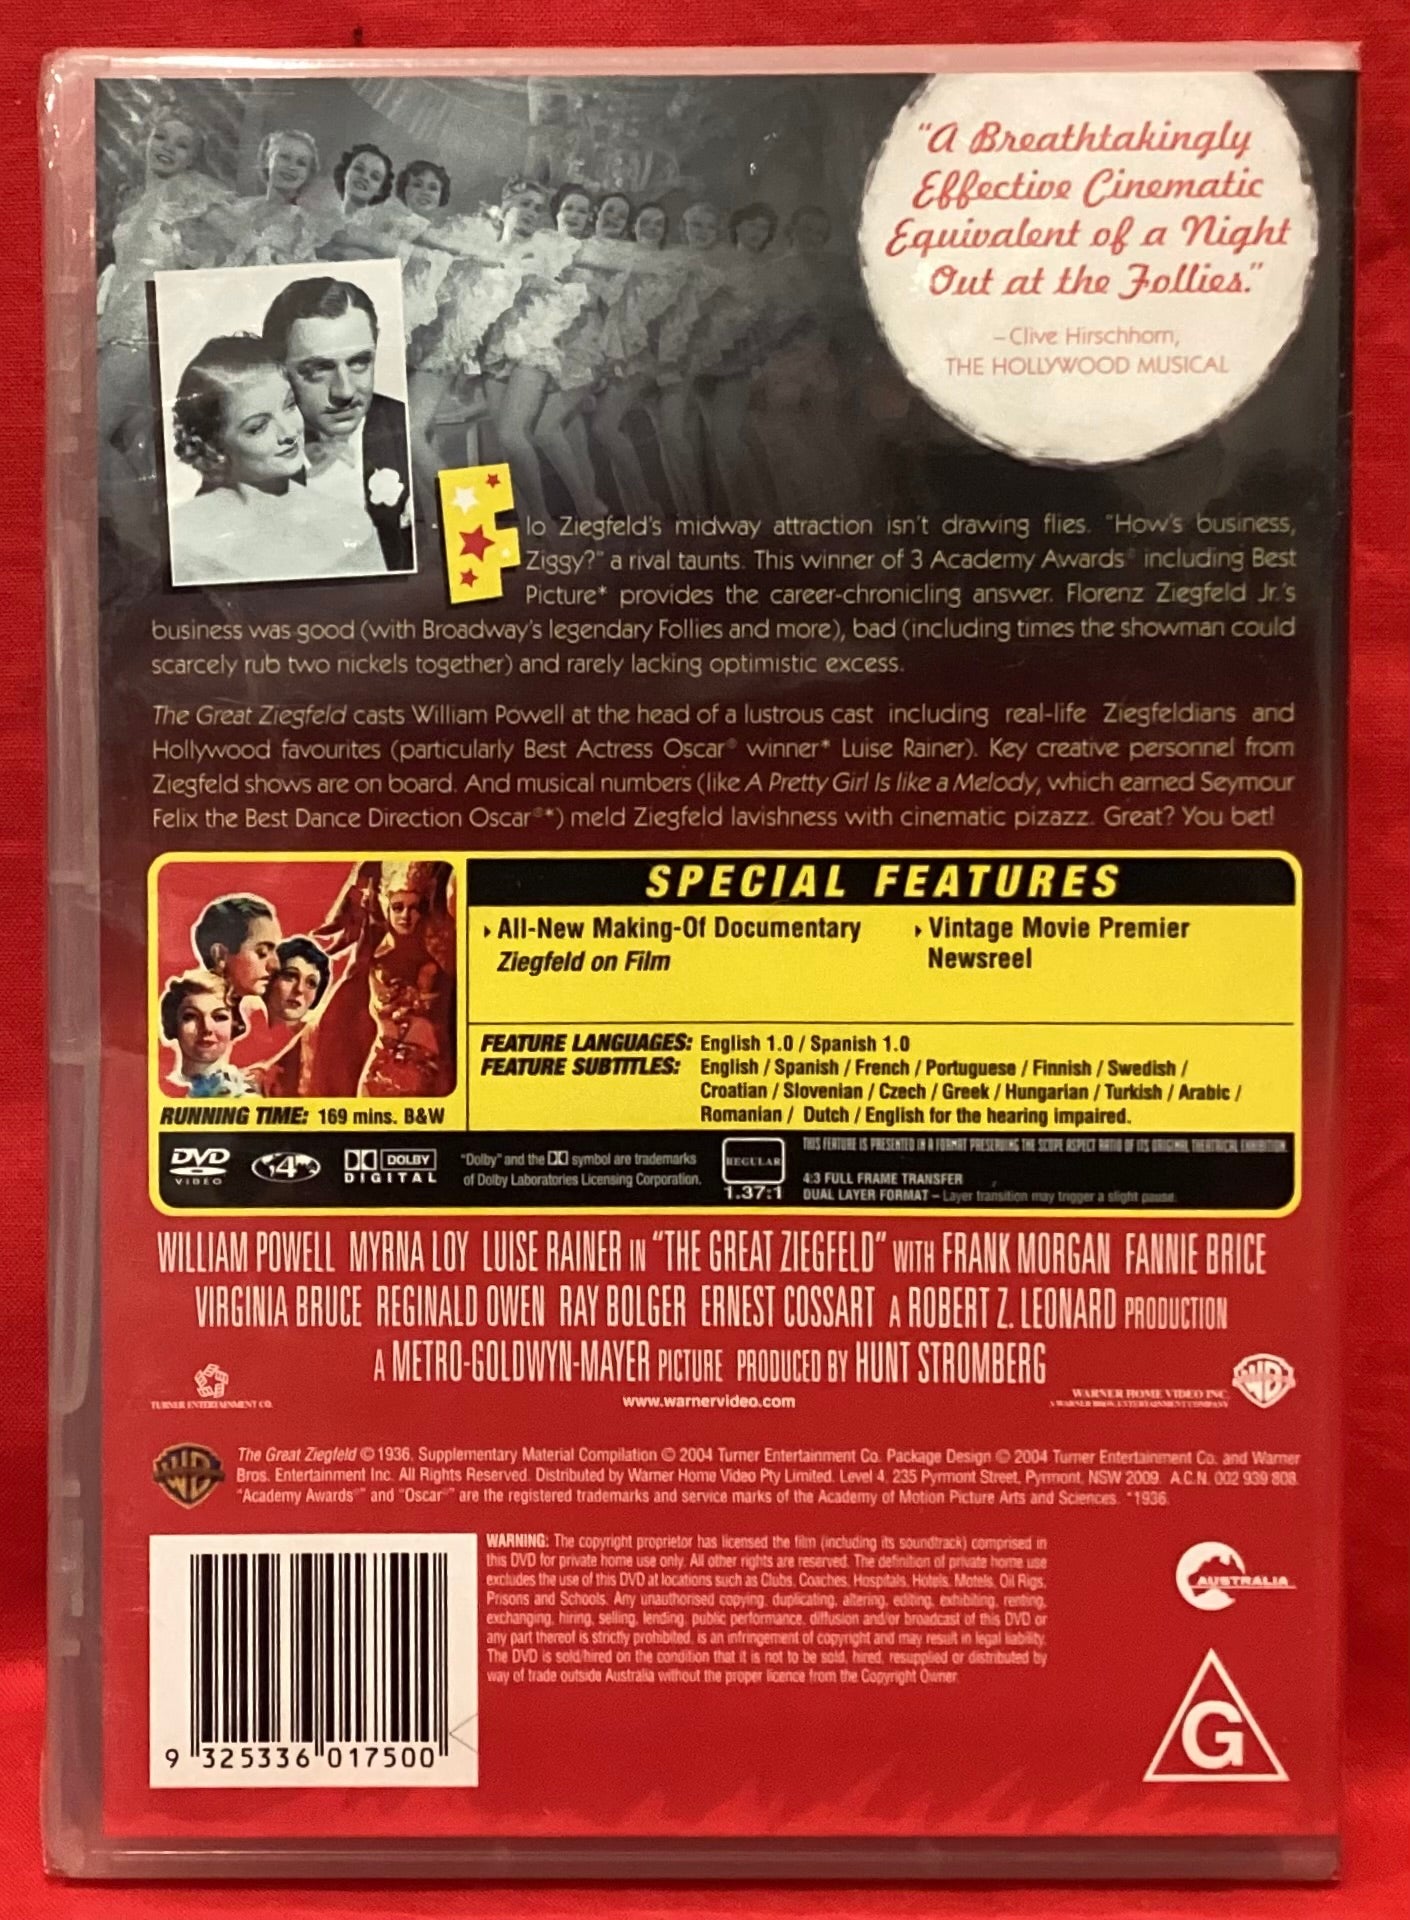 "A Breathtakingly
Effective Cinematic
Equivalent of a Night
Out at the Follies."
– Clive Hirschhorn,
THE HOLLYWOOD MUSICAL
Flo Ziegfeld's midway attraction isn't drawing flies. "How's business,
Ziggy?" a rival taunts. This winner of 3 Academy Awards® including Best
Picture* provides the career-chronicling answer. Florenz Ziegfeld Jr.'s
business was good (with Broadway's legendary Follies and more), bad (including times the showman could
scarcely rub two nickels together) and rarely lacking optimistic excess.
The Great Ziegfeld casts William Powell at the head of a lustrous cast including real-life Ziegfeldians and
Hollywood favourites (particularly Best Actress Oscar® winner* Luise Rainer). Key creative personnel from
Ziegfeld shows are on board. And musical numbers (like A Pretty Girl Is like a Melody, which earned Seymour
Felix the Best Dance Direction Oscar®*) meld Ziegfeld lavishness with cinematic pizazz. Great? You bet!
SPECIAL FEATURES
All-New Making-Of Documentary
Ziegfeld on Film
Vintage Movie Premier
Newsreel
FEATURE LANGUAGES: English 1.0 / Spanish 1.0
FEATURE SUBTITLES: English / Spanish / French / Portuguese / Finnish / Swedish /
Croatian / Slovenian / Czech / Greek / Hungarian / Turkish / Arabic /
Romanian / Dutch / English for the hearing impaired.
RUNNING TIME: 169 mins. B&W
DVD VIDEO
4
DOLBY DIGITAL
"Dolby" and the DD symbol are trademarks
of Dolby Laboratories Licensing Corporation.
REGULAR
1.37:1
THIS FEATURE IS PRESENTED IN A FORMAT PRESERVING THE SCOPE ASPECT RATIO OF ITS ORIGINAL THEATRICAL EXHIBITION.
4:3 FULL FRAME TRANSFER
DUAL LAYER FORMAT – Layer transition may trigger a slight pause.
WILLIAM POWELL MYRNA LOY LUISE RAINER IN "THE GREAT ZIEGFELD" WITH FRANK MORGAN FANNIE BRICE
VIRGINIA BRUCE REGINALD OWEN RAY BOLGER ERNEST COSSART A ROBERT Z. LEONARD PRODUCTION
A METRO-GOLDWYN-MAYER PICTURE PRODUCED BY HUNT STROMBERG
www.warnervideo.com
TURNER ENTERTAINMENT CO.
WARNER HOME VIDEO INC.
A WARNER BROS. ENTERTAINMENT COMPANY
The Great Ziegfeld © 1936. Supplementary Material Compilation © 2004 Turner Entertainment Co. Package Design © 2004 Turner Entertainment Co. and Warner
Bros. Entertainment Inc. All Rights Reserved. Distributed by Warner Home Video Pty Limited. Level 4, 235 Pyrmont Street, Pyrmont, NSW 2009. A.C.N. 002 939 808.
"Academy Awards®" and "Oscar®" are the registered trademarks and service marks of the Academy of Motion Picture Arts and Sciences. *1936
WARNING: The copyright proprietor has licensed the film (including its soundtrack) comprised in
this DVD for private home use only. All other rights are reserved. The definition of private home use
excludes the use of this DVD at locations such as Clubs, Coaches, Hospitals, Hotels, Motels, Oil Rigs,
Prisons and Schools. Any unauthorised copying, duplicating, altering, editing, exhibiting, renting,
exchanging, hiring, selling, lending, public performance, diffusion and/or broadcast of this DVD or
any part thereof is strictly prohibited, is an infringement of copyright and may result in legal liability.
The DVD is sold/hired on the condition that it is not to be sold, hired, resupplied or distributed by
way of trade outside Australia without the proper licence from the Copyright Owner.
AUSTRALIA
G
9 325336 017500